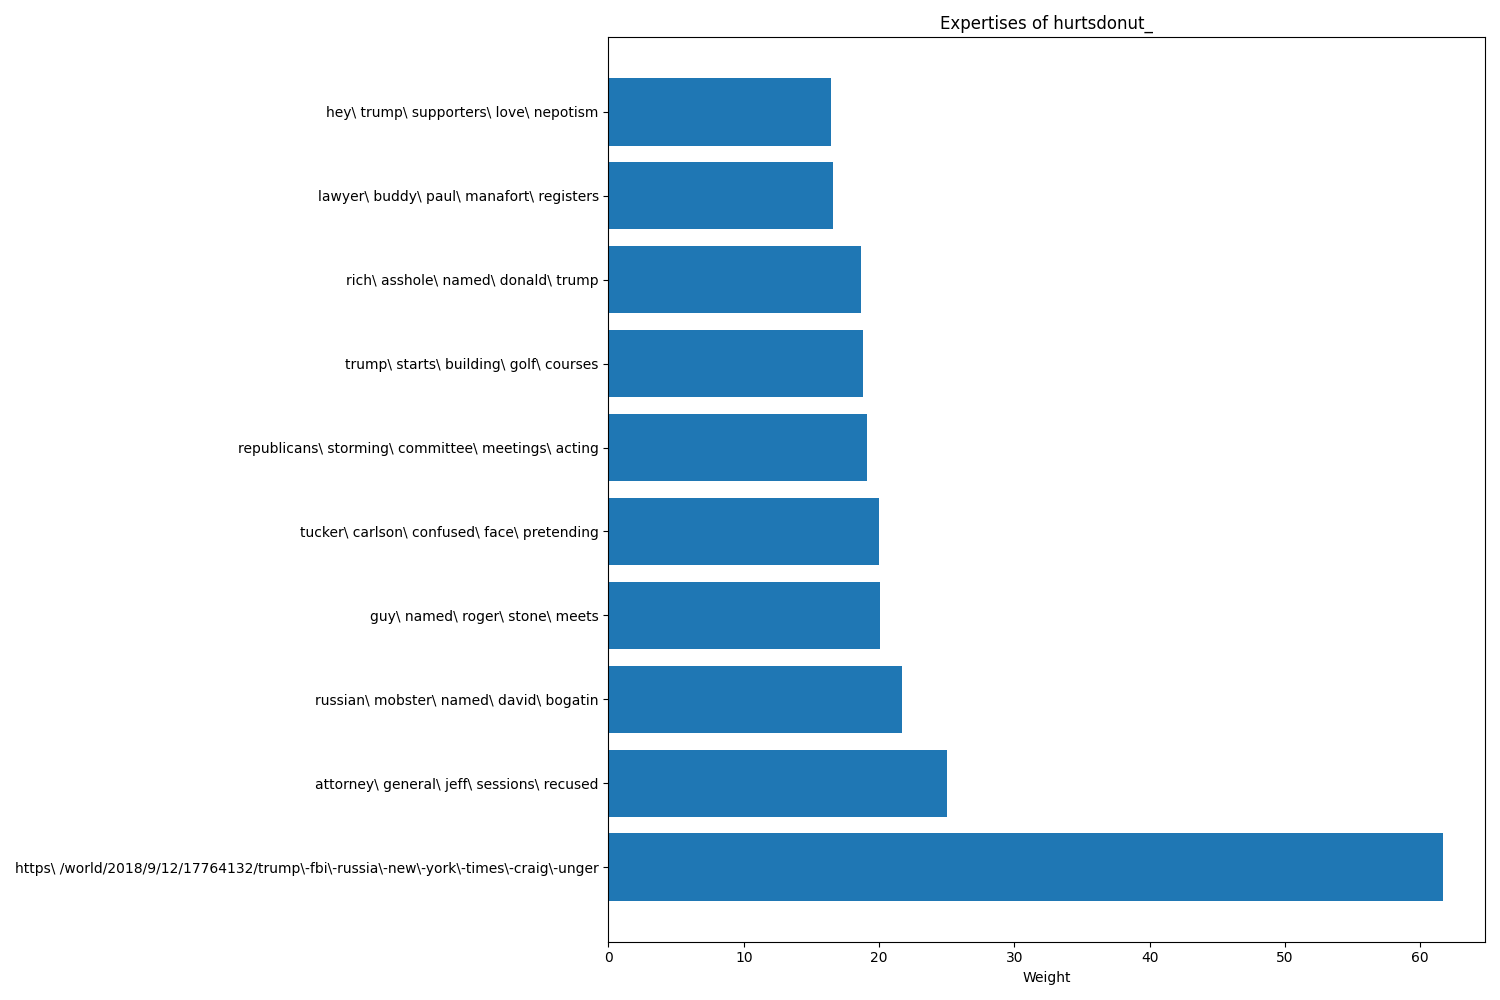 Expertises of hurtsdonut_
hey\ trump\ supporters\ love\ nepotism
lawyer\ buddy\ paul\ manafort\ registers
rich\ asshole\ named\ donald\ trump
trump\ starts\ building\ golf\ courses
republicans\ storming\ committee\ meetings\ acting
tucker\ carlson\ confused\ face\ pretending
guy\ named\ roger\ stone\ meets
russian\ mobster\ named\ david\ bogatin
attorney\ general\ jeff\ sessions\ recused
https\ /world/2018/9/12/17764132/trump\-fbi\-russia\-new\-york\-times\-craig\-unger
0 10 20 30 40 50 60
Weight